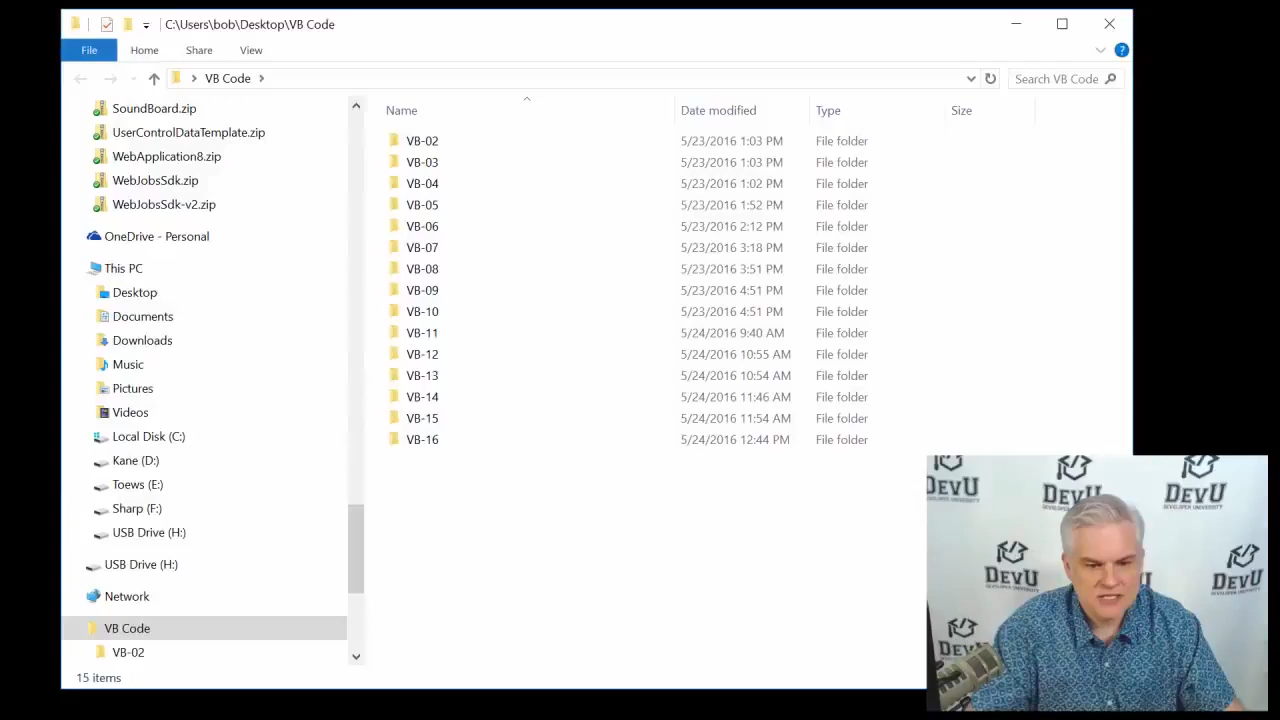 C:\Users\bob\Desktop\VB Code
File Home Share View
VB Code
Search VB Code
SoundBoard.zip
UserControlDataTemplate.zip
WebApplication8.zip
WebJobsSdk.zip
WebJobsSdk-v2.zip
OneDrive - Personal
This PC
Desktop
Documents
Downloads
Music
Pictures
Videos
Local Disk (C:)
Kane (D:)
Toews (E:)
Sharp (F:)
USB Drive (H:)
USB Drive (H:)
Network
VB Code
VB-02
Name Date modified Type Size
VB-02 5/23/2016 1:03 PM File folder
VB-03 5/23/2016 1:03 PM File folder
VB-04 5/23/2016 1:02 PM File folder
VB-05 5/23/2016 1:52 PM File folder
VB-06 5/23/2016 2:12 PM File folder
VB-07 5/23/2016 3:18 PM File folder
VB-08 5/23/2016 3:51 PM File folder
VB-09 5/23/2016 4:51 PM File folder
VB-10 5/23/2016 4:51 PM File folder
VB-11 5/24/2016 9:40 AM File folder
VB-12 5/24/2016 10:55 AM File folder
VB-13 5/24/2016 10:54 AM File folder
VB-14 5/24/2016 11:46 AM File folder
VB-15 5/24/2016 11:54 AM File folder
VB-16 5/24/2016 12:44 PM File folder
15 items
DEVU
DEVELOPER UNIVERSITY
DEVU
DEVELOPER UNIVERSITY
DEVU
DEVELOPER UNIVERSITY
DEVU
DEVELOPER UNIVERSITY